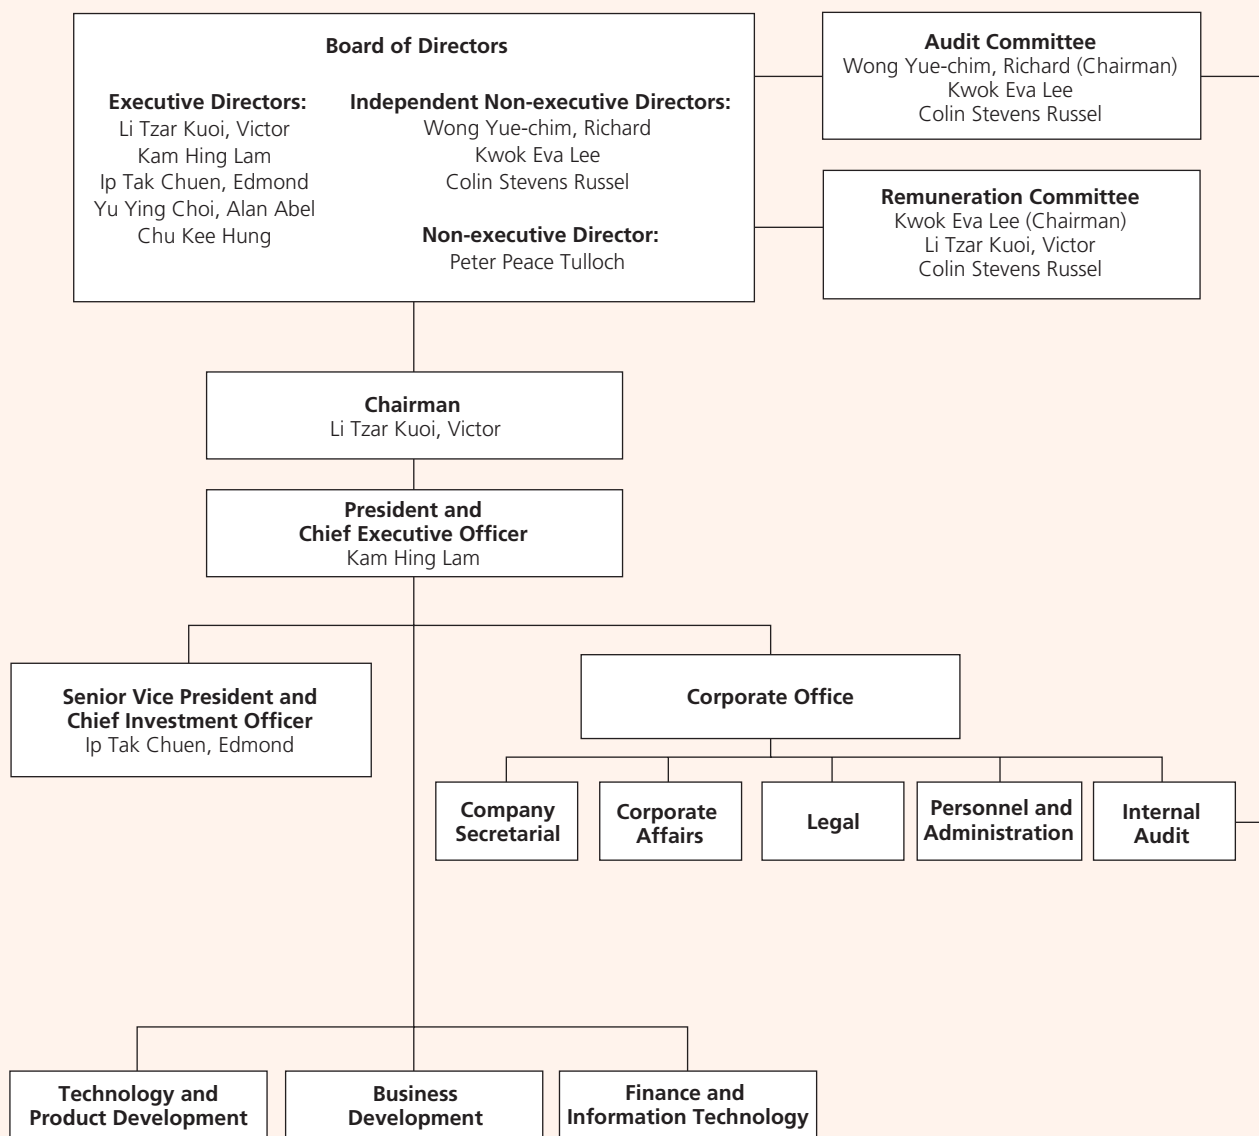 Board of Directors
Executive Directors:
Li Tzar Kuoi, Victor
Kam Hing Lam
Ip Tak Chuen, Edmond
Yu Ying Choi, Alan Abel
Chu Kee Hung
Independent Non-executive Directors:
Wong Yue-chim, Richard
Kwok Eva Lee
Colin Stevens Russel
Non-executive Director:
Peter Peace Tulloch
Audit Committee
Wong Yue-chim, Richard (Chairman)
Kwok Eva Lee
Colin Stevens Russel
Remuneration Committee
Kwok Eva Lee (Chairman)
Li Tzar Kuoi, Victor
Colin Stevens Russel
Chairman
Li Tzar Kuoi, Victor
President and
Chief Executive Officer
Kam Hing Lam
Senior Vice President and
Chief Investment Officer
Ip Tak Chuen, Edmond
Corporate Office
Company
Secretarial
Corporate
Affairs
Legal
Personnel and
Administration
Internal
Audit
Technology and
Product Development
Business
Development
Finance and
Information Technology